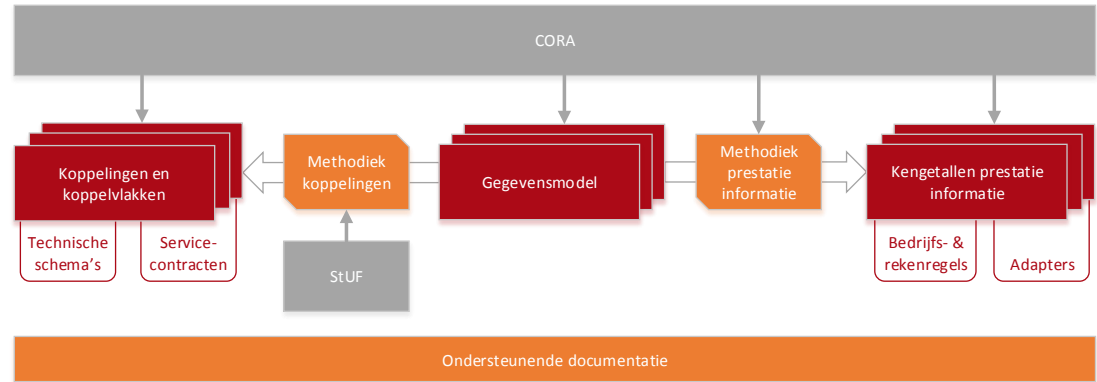 CORA
Koppelingen en
koppelvlakken
Methodiek
koppelingen
Gegevensmodel
Methodiek
prestatie
informatie
Kengetallen prestatie
informatie
Technische
schema's
Service-
contracten
StUF
Bedrijfs- &
rekenregels
Adapters
Ondersteunende documentatie